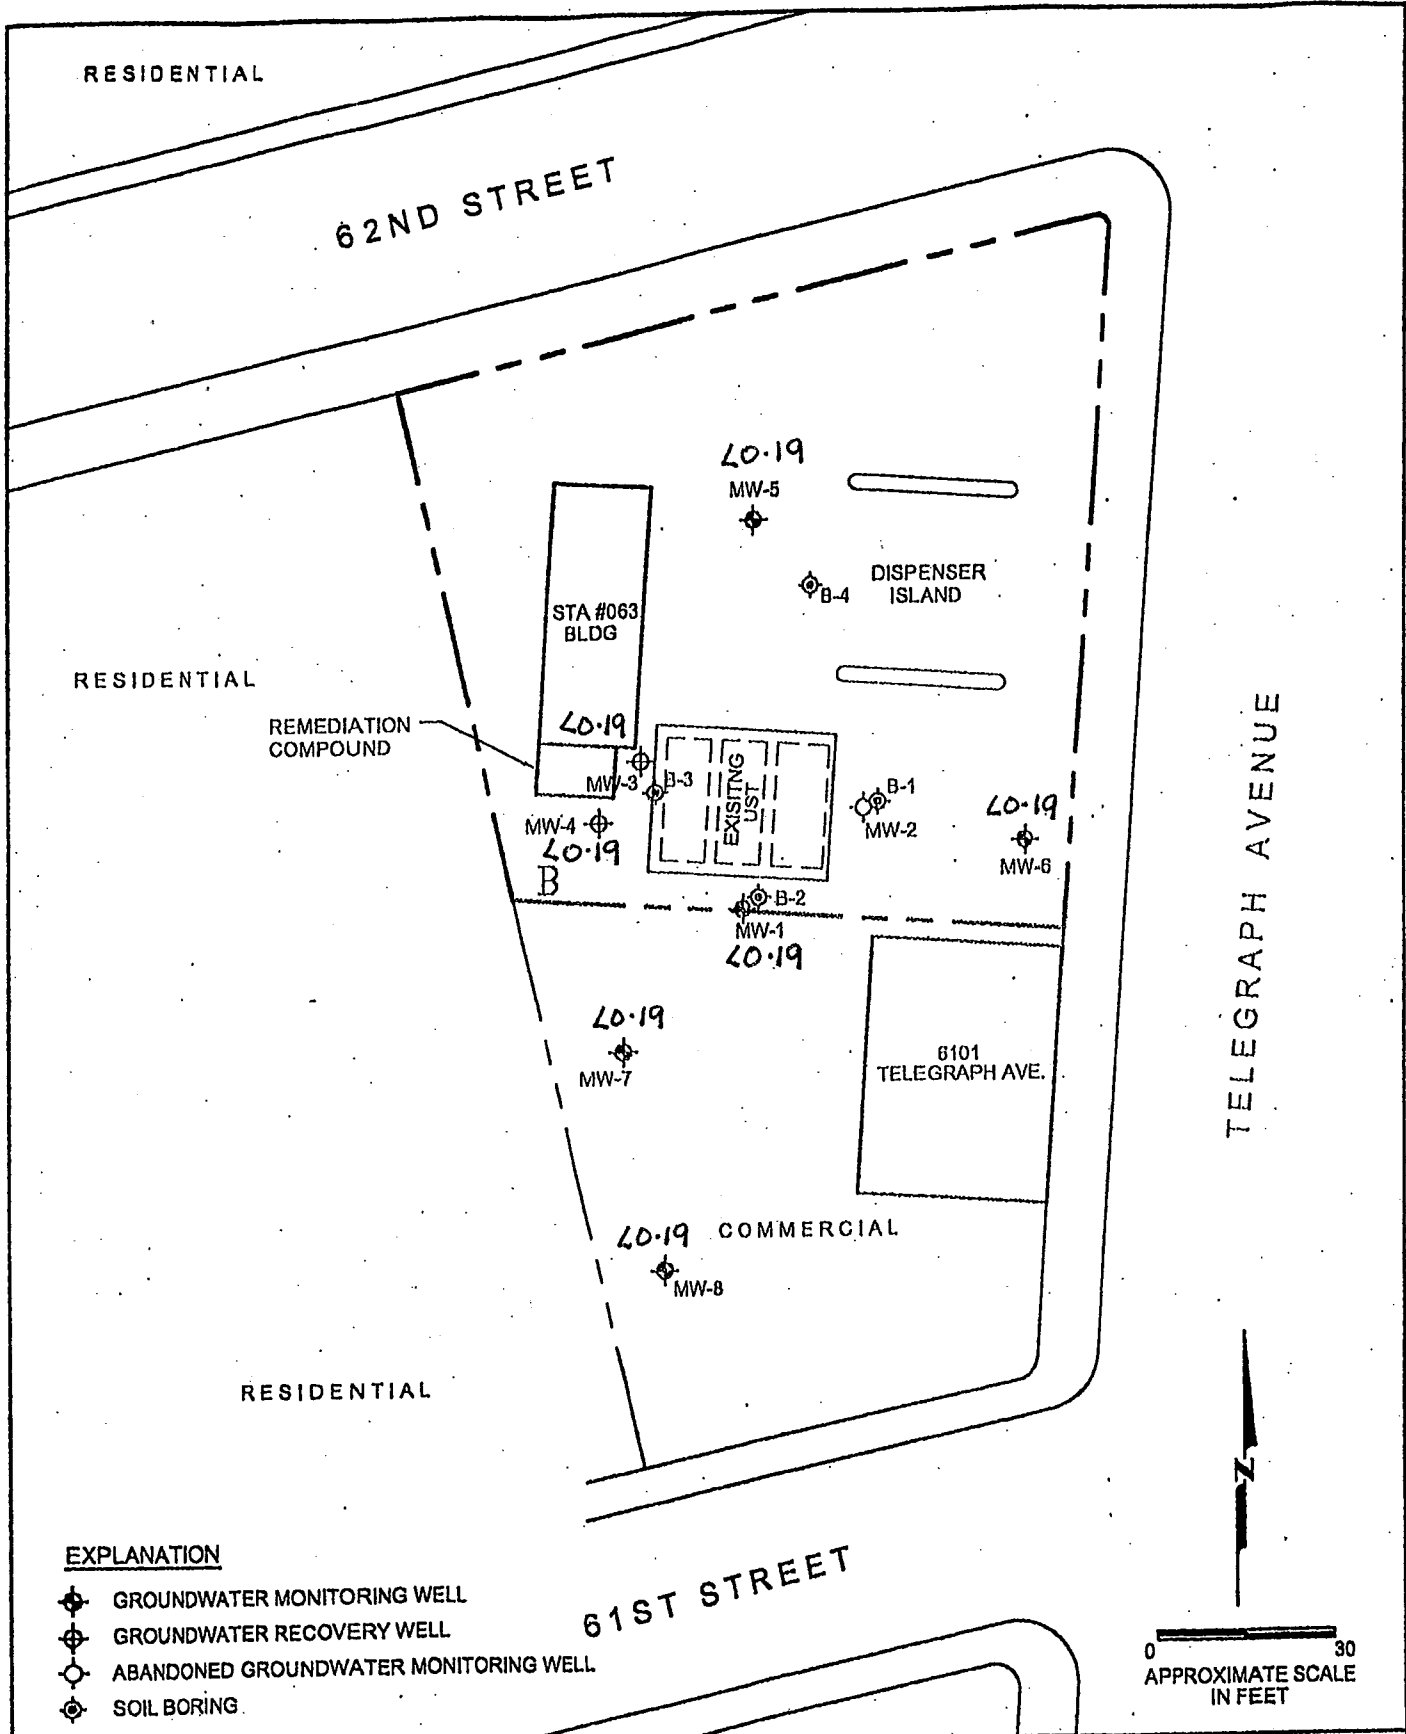 RESIDENTIAL
62ND STREET
<0.19
MW-5
B-4
DISPENSER
ISLAND
STA #063
BLDG
RESIDENTIAL
REMEDIATION
COMPOUND
<0.19
MW-3
B-3
EXISITNG
UST
B-1
MW-2
<0.19
MW-6
MW-4
<0.19
B
B-2
MW-1
<0.19
TELEGRAPH AVENUE
<0.19
MW-7
6101
TELEGRAPH AVE.
<0.19
COMMERCIAL
MW-8
RESIDENTIAL
61ST STREET
EXPLANATION
GROUNDWATER MONITORING WELL
GROUNDWATER RECOVERY WELL
ABANDONED GROUNDWATER MONITORING WELL
SOIL BORING
Z
0 30
APPROXIMATE SCALE
IN FEET